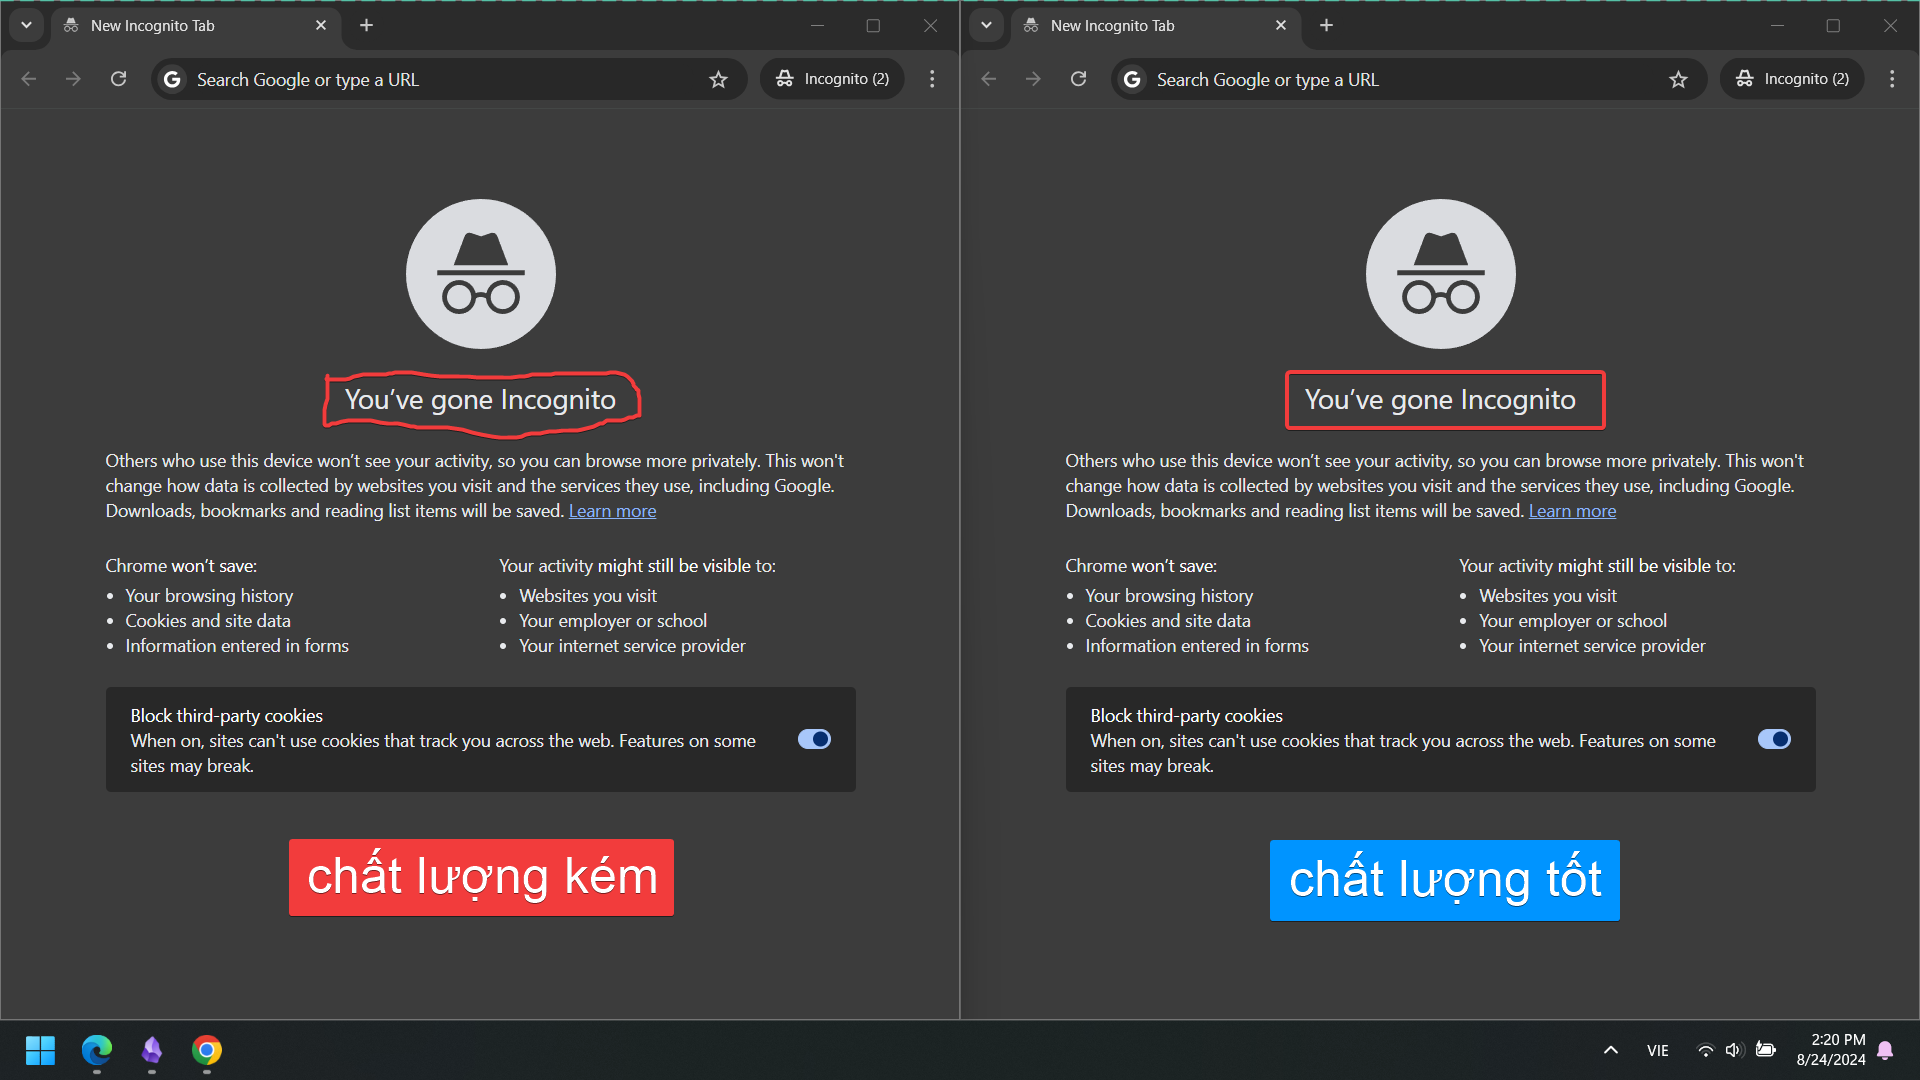 New Incognito Tab
Search Google or type a URL
Incognito (2)
You've gone Incognito
Others who use this device won't see your activity, so you can browse more privately. This won't
change how data is collected by websites you visit and the services they use, including Google.
Downloads, bookmarks and reading list items will be saved. Learn more
Chrome won't save:
Your browsing history
Cookies and site data
Information entered in forms
Your activity might still be visible to:
Websites you visit
Your employer or school
Your internet service provider
Block third-party cookies
When on, sites can't use cookies that track you across the web. Features on some
sites may break.
chất lượng kém
New Incognito Tab
Search Google or type a URL
Incognito (2)
You've gone Incognito
Others who use this device won't see your activity, so you can browse more privately. This won't
change how data is collected by websites you visit and the services they use, including Google.
Downloads, bookmarks and reading list items will be saved. Learn more
Chrome won't save:
Your browsing history
Cookies and site data
Information entered in forms
Your activity might still be visible to:
Websites you visit
Your employer or school
Your internet service provider
Block third-party cookies
When on, sites can't use cookies that track you across the web. Features on some
sites may break.
chất lượng tốt
VIE
2:20 PM
8/24/2024